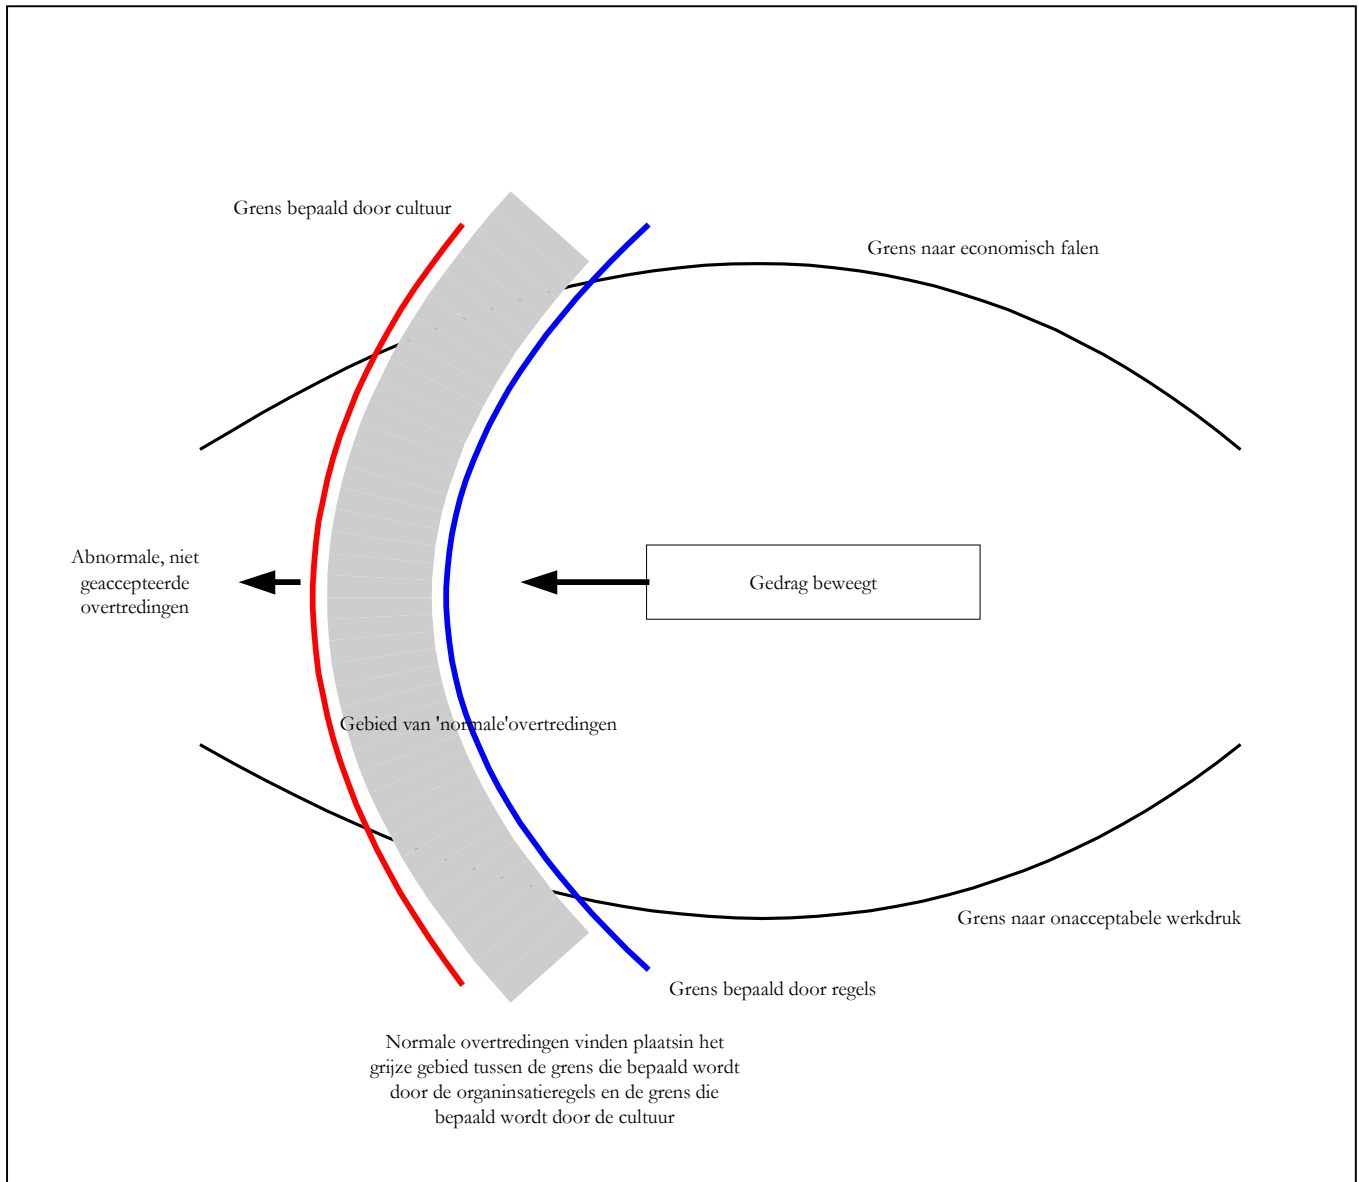 Grens bepaald door cultuur
Grens naar economisch falen
Abnormale, niet
geaccepteerde
overtredingen
Gedrag beweegt
Gebied van 'normale'overtredingen
Grens naar onacceptabele werkdruk
Grens bepaald door regels
Normale overtredingen vinden plaatsin het
grijze gebied tussen de grens die bepaald wordt
door de organinsatieregels en de grens die
bepaald wordt door de cultuur